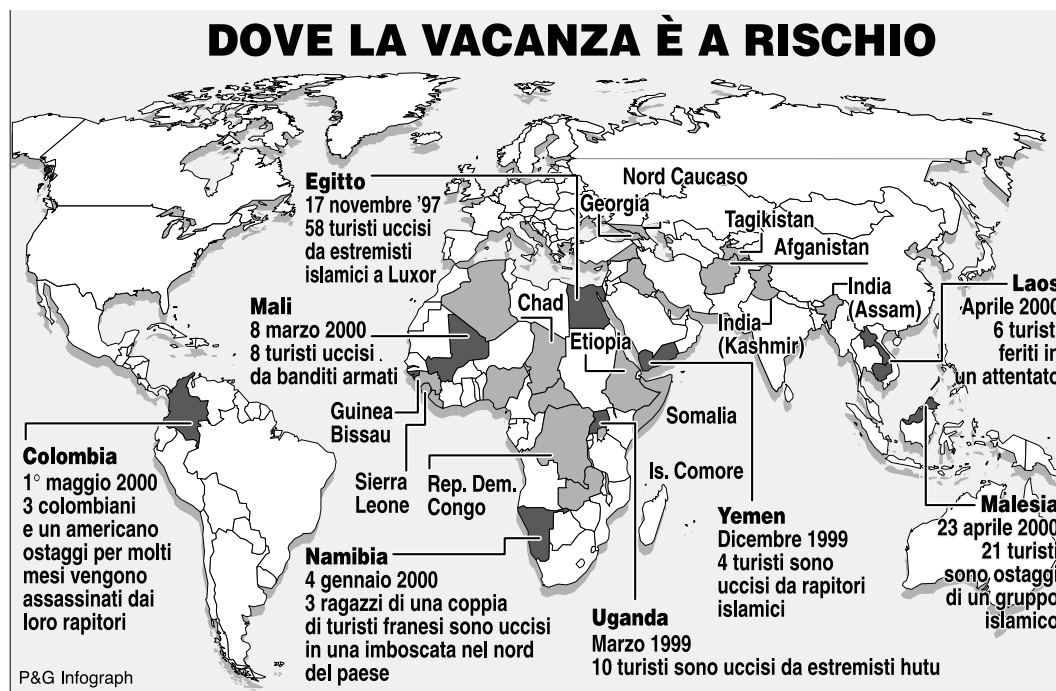 DOVE LA VACANZA È A RISCHIO
Egitto
17 novembre '97
58 turisti uccisi
da estremisti
islamici a Luxor
Nord Caucaso
Georgia
Tagikistan
Afganistan
Mali
8 marzo 2000
8 turisti uccisi
da banditi armati
Chad
Etiopia
India
(Kashmir)
India
(Assam)
Laos
Aprile 2000
6 turisti
feriti in
un attentato
Guinea
Bissau
Sierra
Leone
Rep. Dem.
Congo
Somalia
Is. Comore
Colombia
1° maggio 2000
3 colombiani
e un americano
ostaggi per molti
mesi vengono
assassinati dai
loro rapitori
Namibia
4 gennaio 2000
3 ragazzi di una coppia
di turisti franesi sono uccisi
in una imboscata nel nord
del paese
Yemen
Dicembre 1999
4 turisti sono
uccisi da rapitori
islamici
Uganda
Marzo 1999
10 turisti sono uccisi da estremisti hutu
Malesia
23 aprile 2000
21 turisti
sono ostaggi
di un gruppo
islamico
P&G Infograph